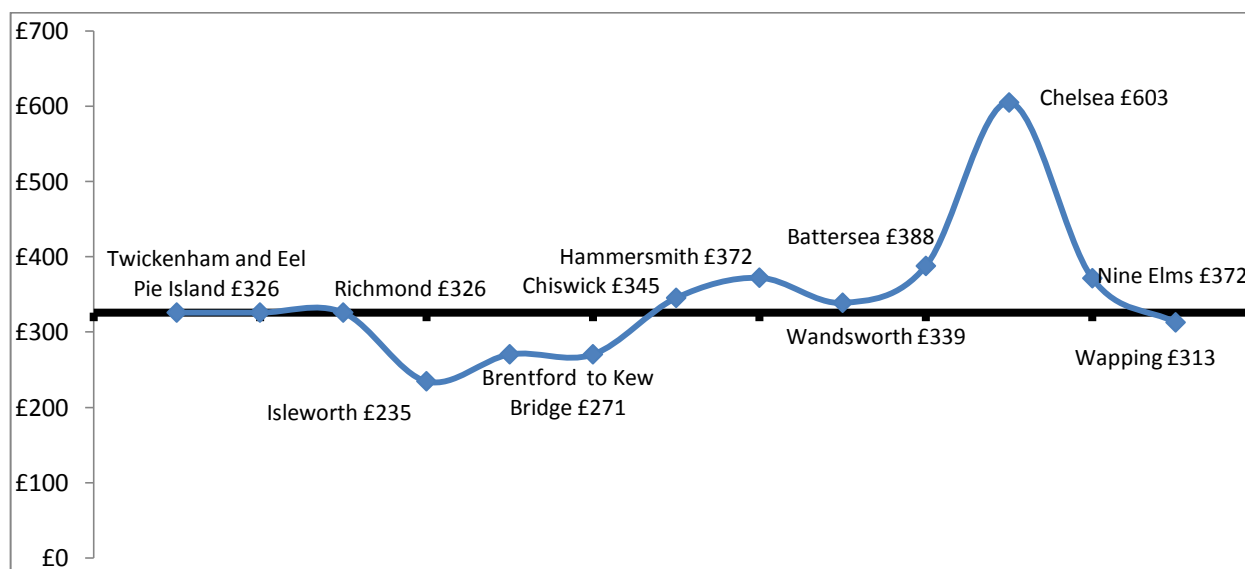 £700
£600
£500
£400
£300
£200
£100
£0
Twickenham and Eel
Pie Island £326
Richmond £326
Isleworth £235
Brentford to Kew
Bridge £271
Chiswick £345
Hammersmith £372
Wandsworth £339
Battersea £388
Chelsea £603
Nine Elms £372
Wapping £313